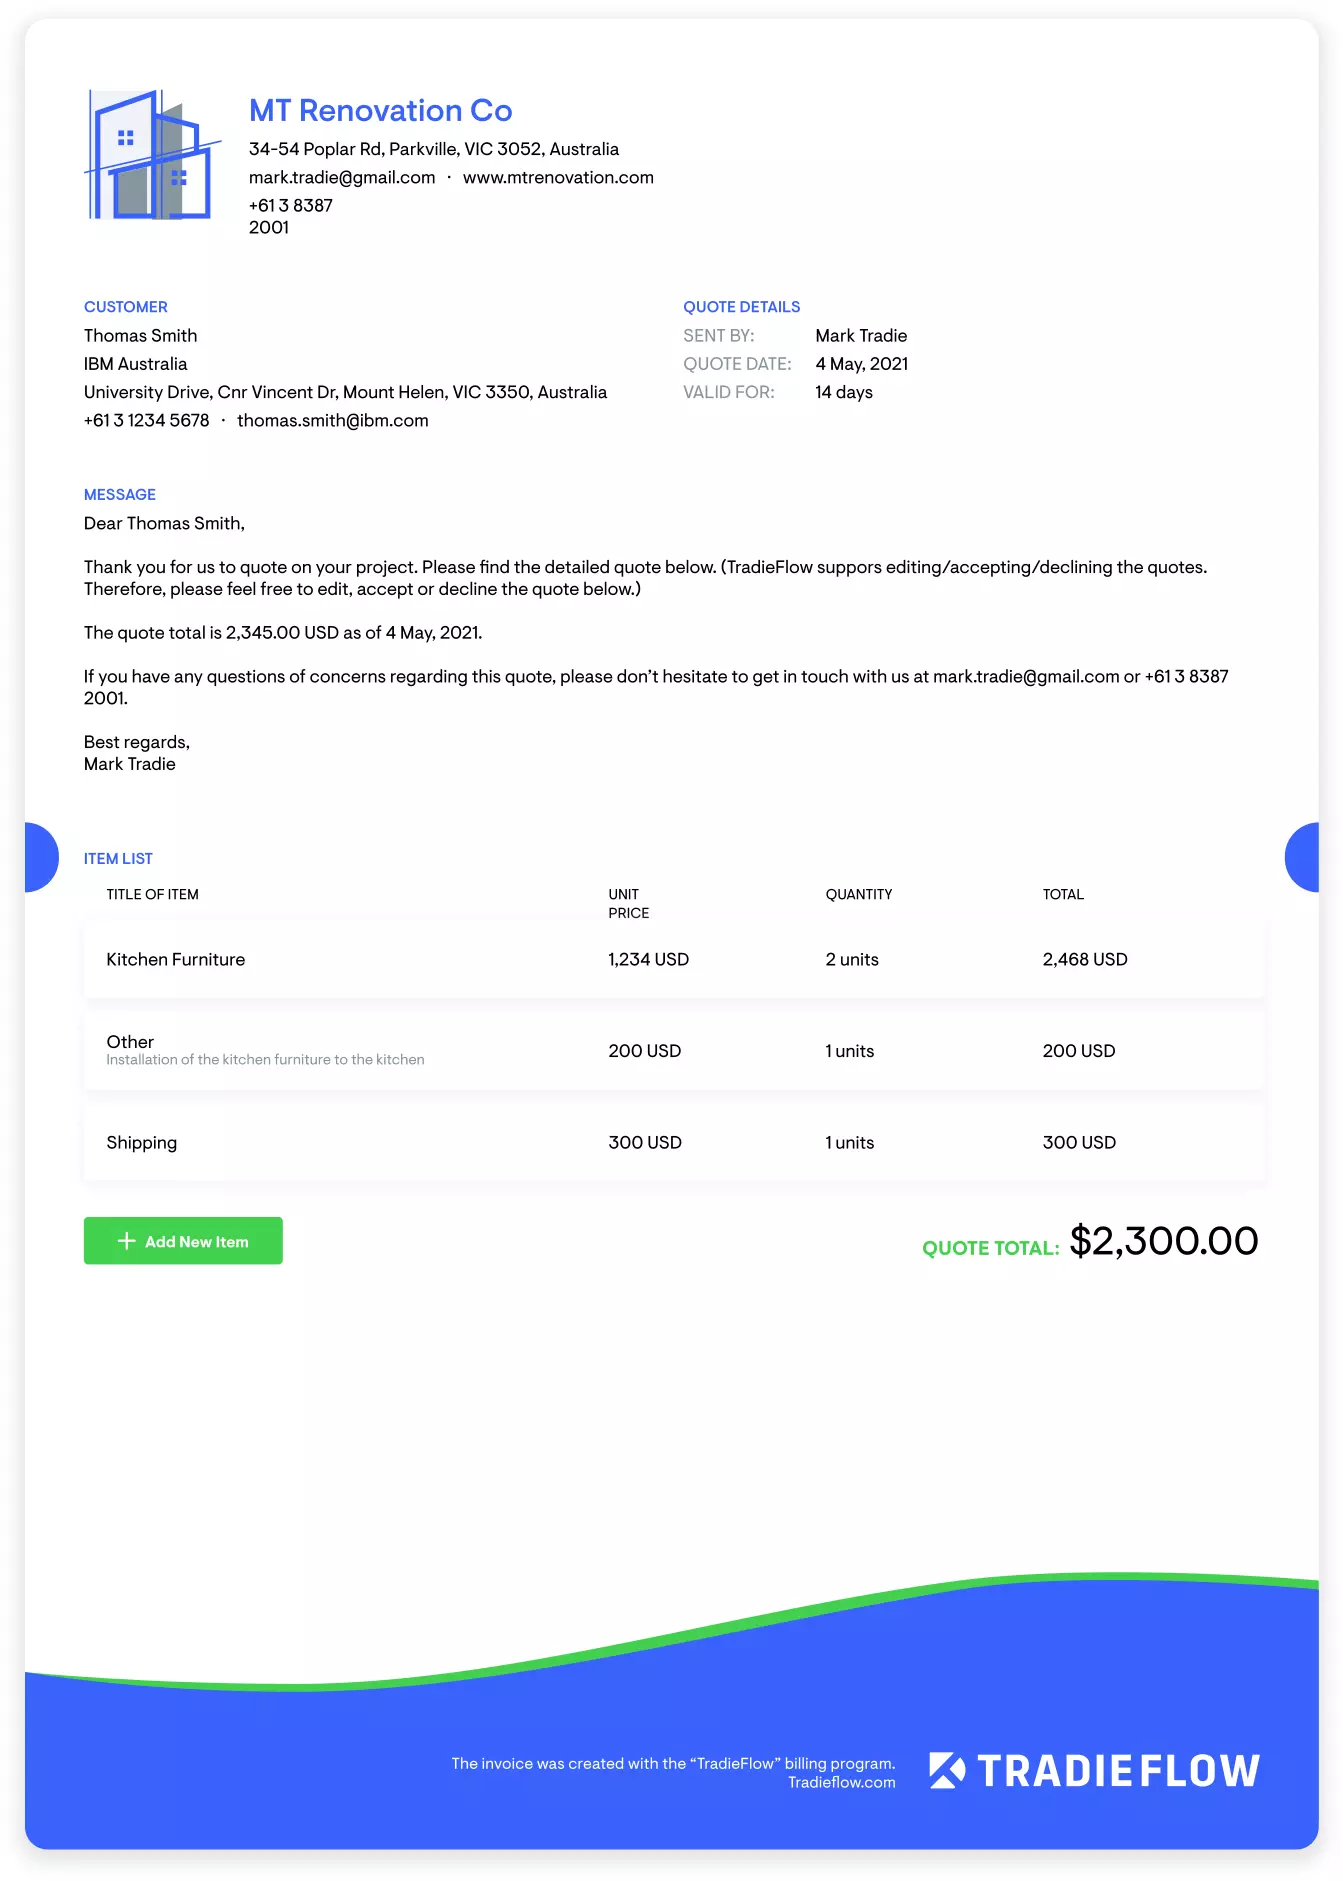 MT Renovation Co
34-54 Poplar Rd, Parkville, VIC 3052, Australia
mark.tradie@gmail.com · www.mtrenovation.com
+61 3 8387
2001
CUSTOMER
Thomas Smith
IBM Australia
University Drive, Cnr Vincent Dr, Mount Helen, VIC 3350, Australia
+61 3 1234 5678 · thomas.smith@ibm.com
QUOTE DETAILS
SENT BY: Mark Tradie
QUOTE DATE: 4 May, 2021
VALID FOR: 14 days
MESSAGE
Dear Thomas Smith,
Thank you for us to quote on your project. Please find the detailed quote below. (TradieFlow suppors editing/accepting/declining the quotes.
Therefore, please feel free to edit, accept or decline the quote below.)
The quote total is 2,345.00 USD as of 4 May, 2021.
If you have any questions of concerns regarding this quote, please don’t hesitate to get in touch with us at mark.tradie@gmail.com or +61 3 8387
2001.
Best regards,
Mark Tradie
ITEM LIST
TITLE OF ITEM UNIT PRICE QUANTITY TOTAL
Kitchen Furniture 1,234 USD 2 units 2,468 USD
Other 200 USD 1 units 200 USD
Installation of the kitchen furniture to the kitchen
Shipping 300 USD 1 units 300 USD
+ Add New Item
QUOTE TOTAL: $2,300.00
The invoice was created with the “TradieFlow” billing program.
Tradieflow.com
TRADIEFLOW